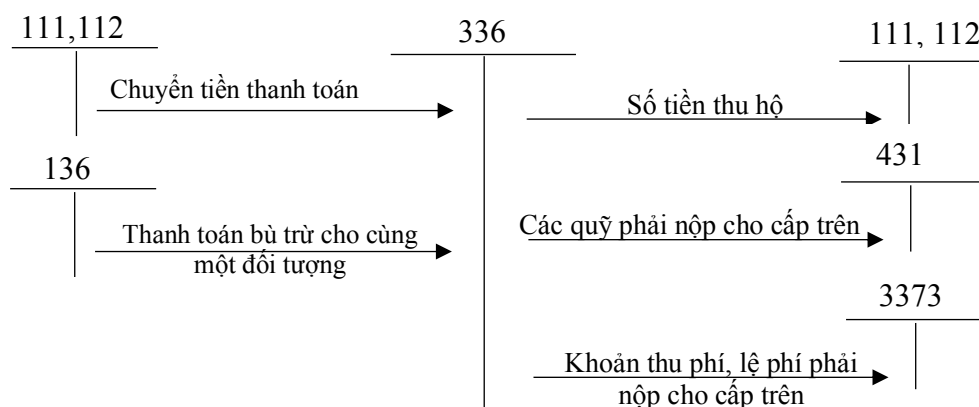 111,112
336
111, 112
Chuyển tiền thanh toán
Số tiền thu hộ
136
431
Thanh toán bù trừ cho cùng
một đối tượng
Các quỹ phải nộp cho cấp trên
3373
Khoản thu phí, lệ phí phải
nộp cho cấp trên